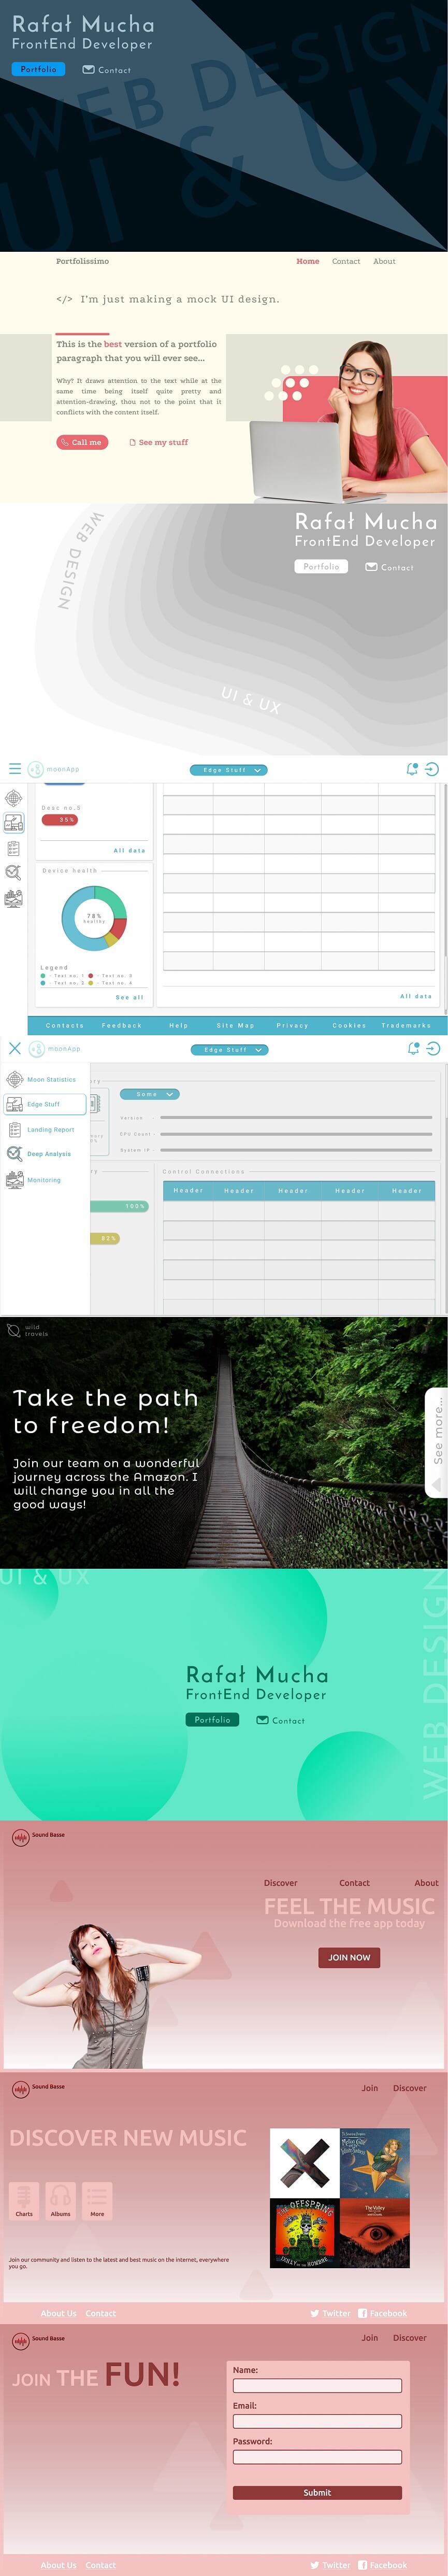 Rafał Mucha
FrontEnd Developer
Portfolio
Contact
WEB DESIGN
UI & UX
Portfolissimo
Home Contact About
</> I'm just making a mock UI design.
This is the best version of a portfolio
paragraph that you will ever see...
Why? It draws attention to the text while at the
same time being itself quite pretty and
attention-drawing, thou not to the point that it
conflicts with the content itself.
Call me
See my stuff
WEB DESIGN
Rafał Mucha
FrontEnd Developer
Portfolio
Contact
UI & UX
moonApp
Edge Stuff
Desc no.5
35%
All data
Device health
78%
healthy
Legend
- Text no. 1 - Text no. 3
- Text no. 2 - Text no. 4
See all
All data
Contacts Feedback Help Site Map Privacy Cookies Trademarks
moonApp
Edge Stuff
Moon Statistics
Edge Stuff
Landing Report
Deep Analysis
Monitoring
Some
Version
CPU Count
System IP
100%
82%
Control Connections
Header Header Header Header Header
wild
travels
Take the path
to freedom!
Join our team on a wonderful
journey across the Amazon. I
will change you in all the
good ways!
See more...
UI & UX
WEB DESIGN
Rafał Mucha
FrontEnd Developer
Portfolio
Contact
Sound Basse
Discover Contact About
FEEL THE MUSIC
Download the free app today
JOIN NOW
Sound Basse
Join Discover
DISCOVER NEW MUSIC
Charts Albums More
THE OFFSPRING
The Valley
Join our community and listen to the latest and best music on the internet, everywhere
you go.
About Us Contact
Twitter Facebook
Sound Basse
Join Discover
JOIN THE FUN!
Name:
Email:
Password:
Submit
About Us Contact
Twitter Facebook